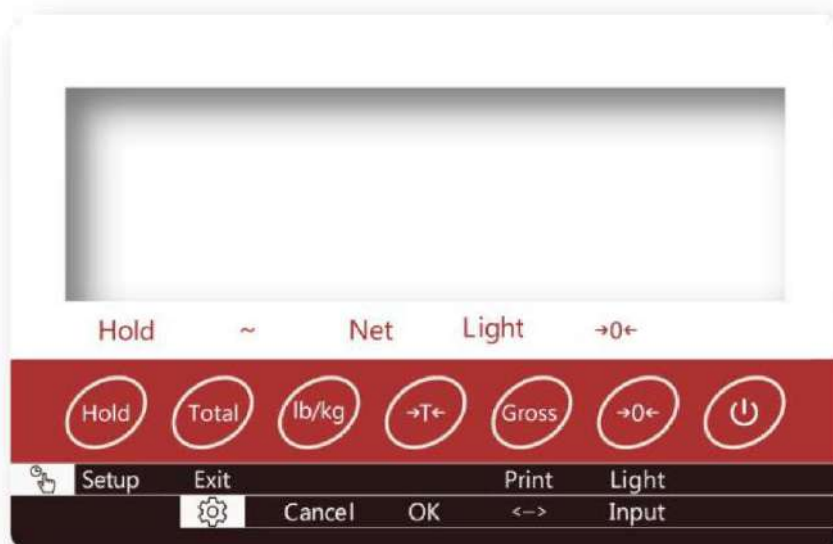 Hold ~ Net Light →0←
Hold Total lb/kg →T← Gross →0←
Setup Exit Print Light
Cancel OK <--> Input